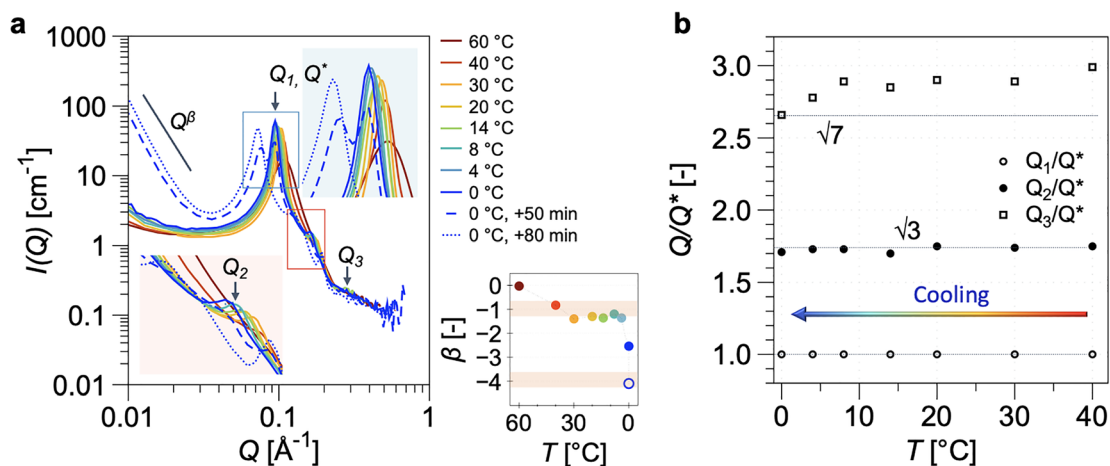 a
1000
100
10
1
0.1
0.01
I(Q) [cm⁻¹]
Q^β
Q₁, Q*
Q₂
Q₃
0.01
0.1
1
Q [Å⁻¹]
60 °C
40 °C
30 °C
20 °C
14 °C
8 °C
4 °C
0 °C
0 °C, +50 min
0 °C, +80 min
0
−1
−2
−3
−4
β [-]
60
30
0
T [°C]
b
3.0
2.5
2.0
1.5
1.0
Q/Q* [-]
√7
√3
Q₁/Q*
Q₂/Q*
Q₃/Q*
Cooling
0
10
20
30
40
T [°C]